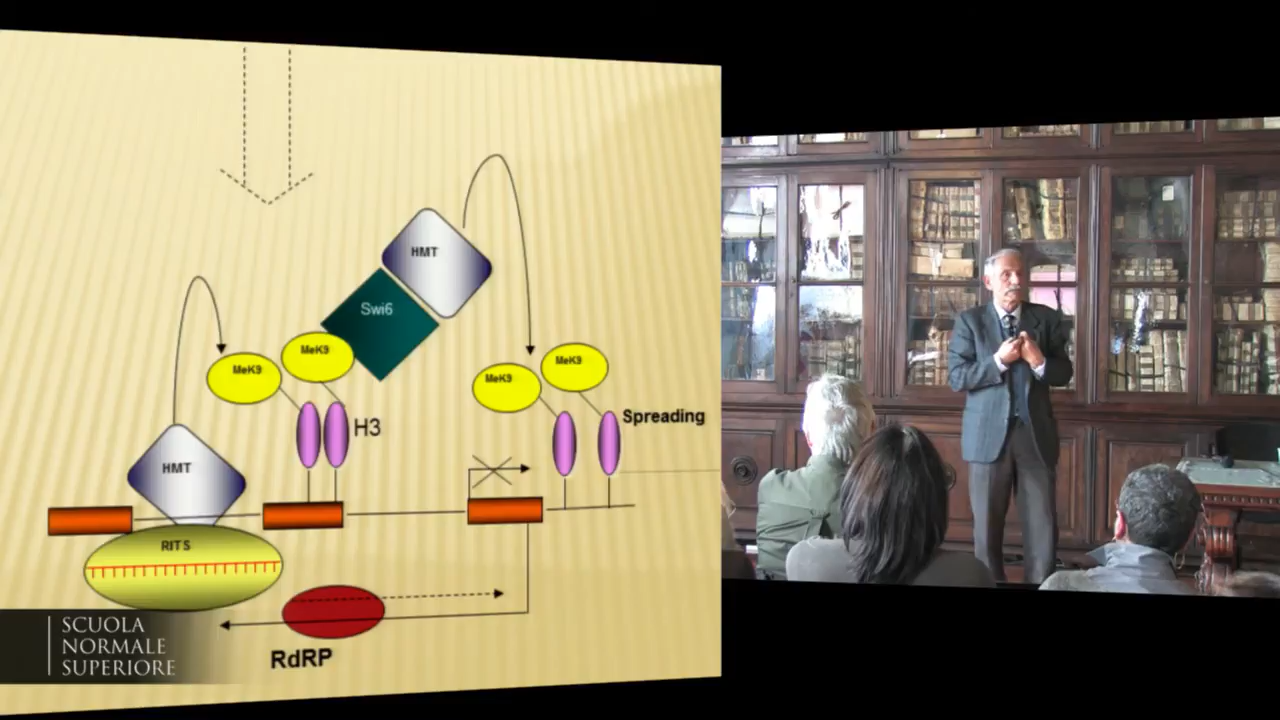 HMT
Swi6
MeK9
MeK9
MeK9
MeK9
Spreading
H3
HMT
RITS
RdRP
SCUOLA
NORMALE
SUPERIORE